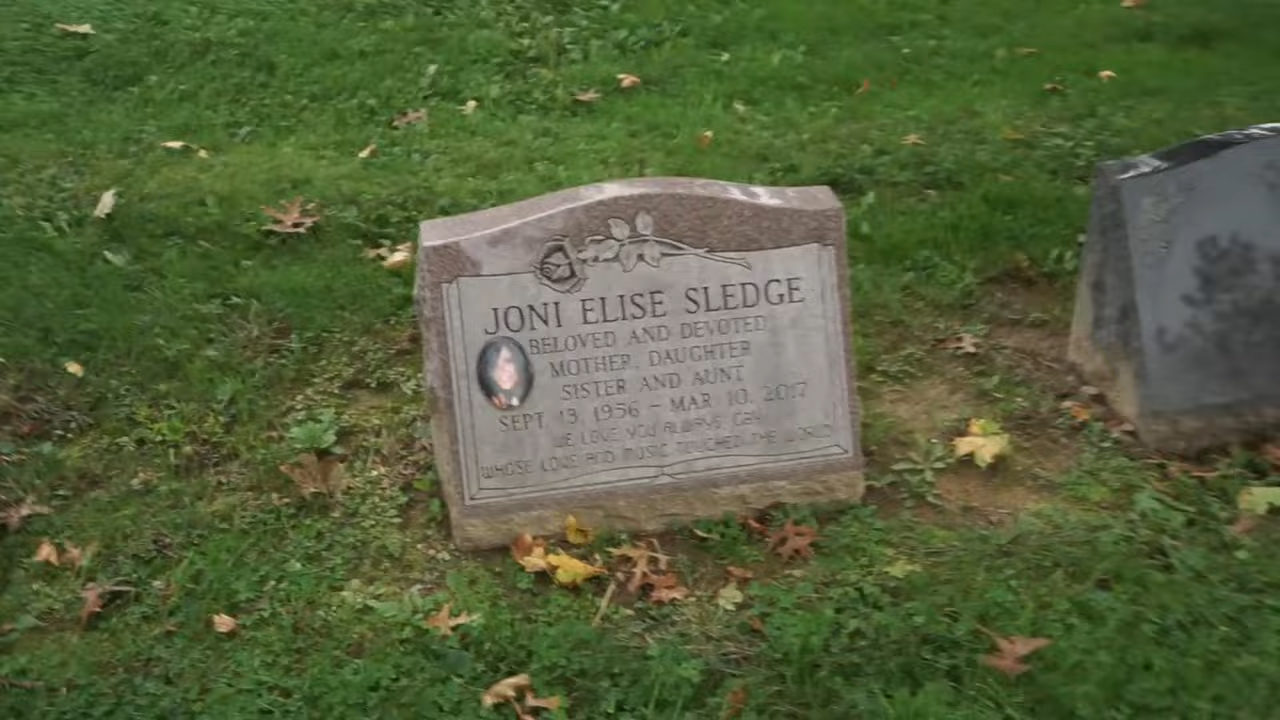 JONI ELISE SLEDGE
BELOVED AND DEVOTED
MOTHER, DAUGHTER
SISTER AND AUNT
SEPT. 13, 1956 - MAR. 10, 2017
WE LOVE YOU ALWAYS,
WHOSE LOVE AND MUSIC TOUCHED THE WORLD